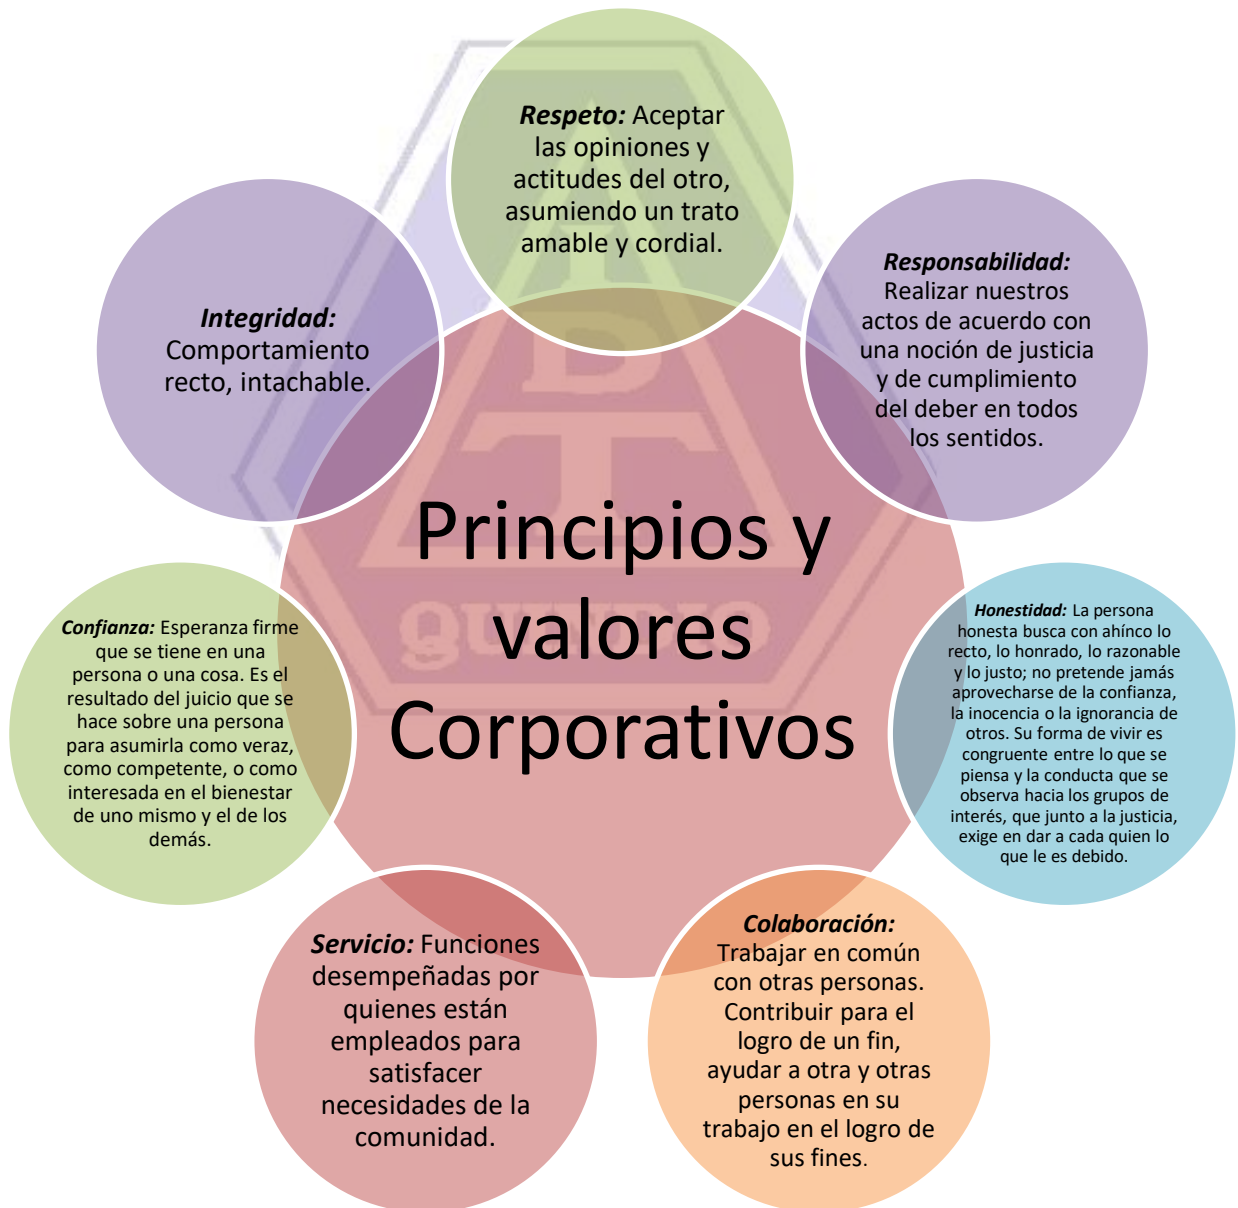 Respeto: Aceptar
las opiniones y
actitudes del otro,
asumiendo un trato
amable y cordial.
Responsabilidad:
Realizar nuestros
actos de acuerdo con
una noción de justicia
y de cumplimiento
del deber en todos
los sentidos.
Honestidad: La persona
honesta busca con ahínco lo
recto, lo honrado, lo razonable
y lo justo; no pretende jamás
aprovecharse de la confianza,
la inocencia o la ignorancia de
otros. Su forma de vivir es
congruente entre lo que se
piensa y la conducta que se
observa hacia los grupos de
interés, que junto a la justicia,
exige en dar a cada quien lo
que le es debido.
Colaboración:
Trabajar en común
con otras personas.
Contribuir para el
logro de un fin,
ayudar a otra y otras
personas en su
trabajo en el logro de
sus fines.
Servicio: Funciones
desempeñadas por
quienes están
empleados para
satisfacer
necesidades de la
comunidad.
Confianza: Esperanza firme
que se tiene en una
persona o una cosa. Es el
resultado del juicio que se
hace sobre una persona
para asumirla como veraz,
como competente, o como
interesada en el bienestar
de uno mismo y el de los
demás.
Integridad:
Comportamiento
recto, intachable.
Principios y
valores
Corporativos
QUINDIO